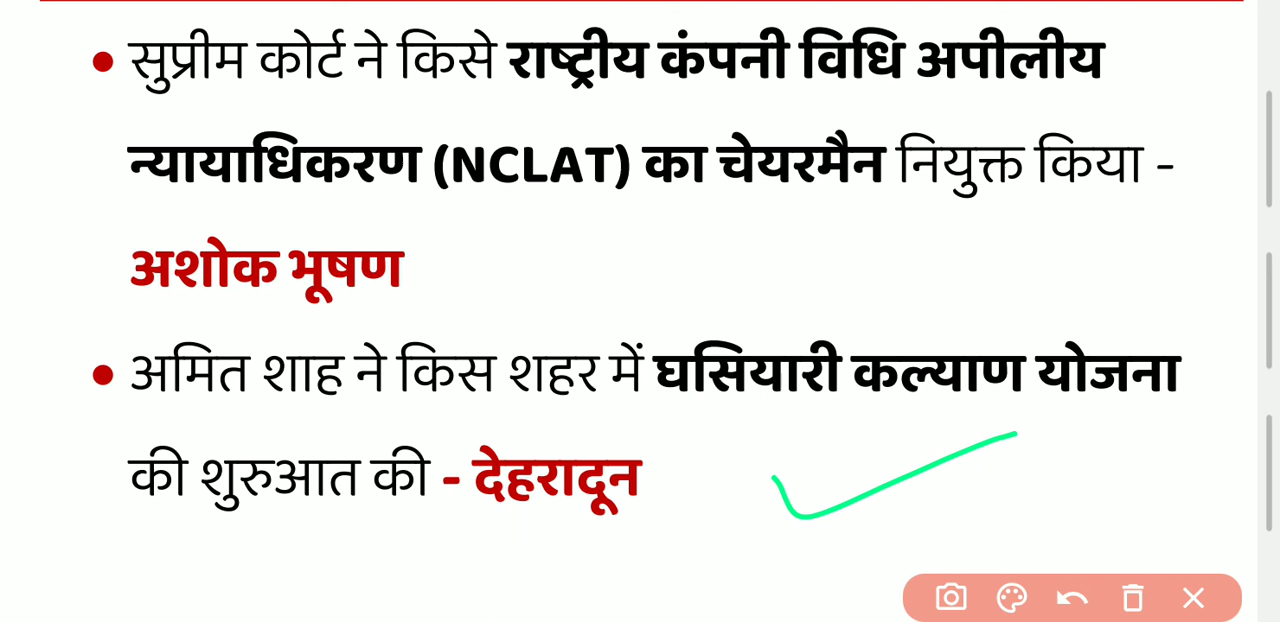 • सुप्रीम कोर्ट ने किसे राष्ट्रीय कंपनी विधि अपीलीय
न्यायाधिकरण (NCLAT) का चेयरमैन नियुक्त किया -
अशोक भूषण
• अमित शाह ने किस शहर में घसियारी कल्याण योजना
की शुरुआत की - देहरादून